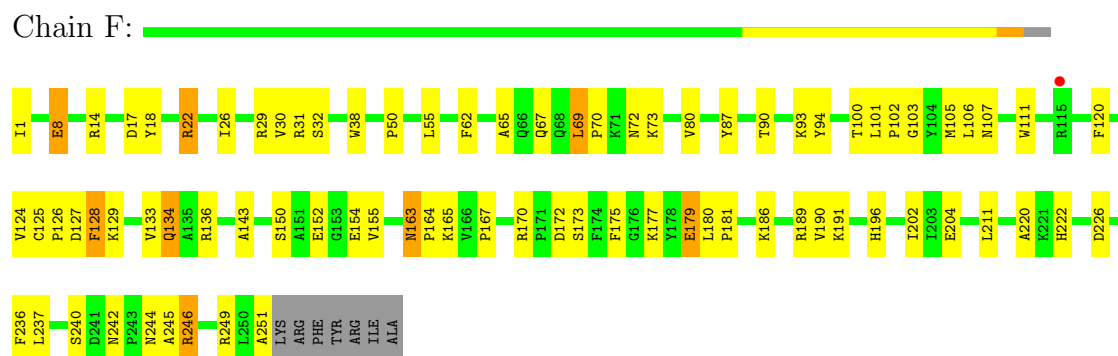 Chain F:
I1 E8 R14 D17 Y18 R22 I26 R29 V30 R31 S32 W38 P50 L55 F62 A65 Q66 Q67 Q68 L69 P70 K71 N72 K73 V80 Y87 T90 K93 Y94 T100 L101 P102 G103 Y104 M105 L106 N107 W111 R115 F120
V124 C125 P126 D127 F128 K129 V133 Q134 A135 R136 A143 S150 A151 E152 G153 E154 V155 N163 P164 K165 V166 P167 R170 P171 D172 S173 F174 F175 G176 K177 Y178 E179 L180 P181 K186 R189 V190 K191 H196 I202 I203 E204 L211 A220 K221 H222 D226
F236 L237 S240 D241 N242 P243 N244 A245 R246 R249 L250 A251 LYS ARG PHE TYR ARG ILE ALA